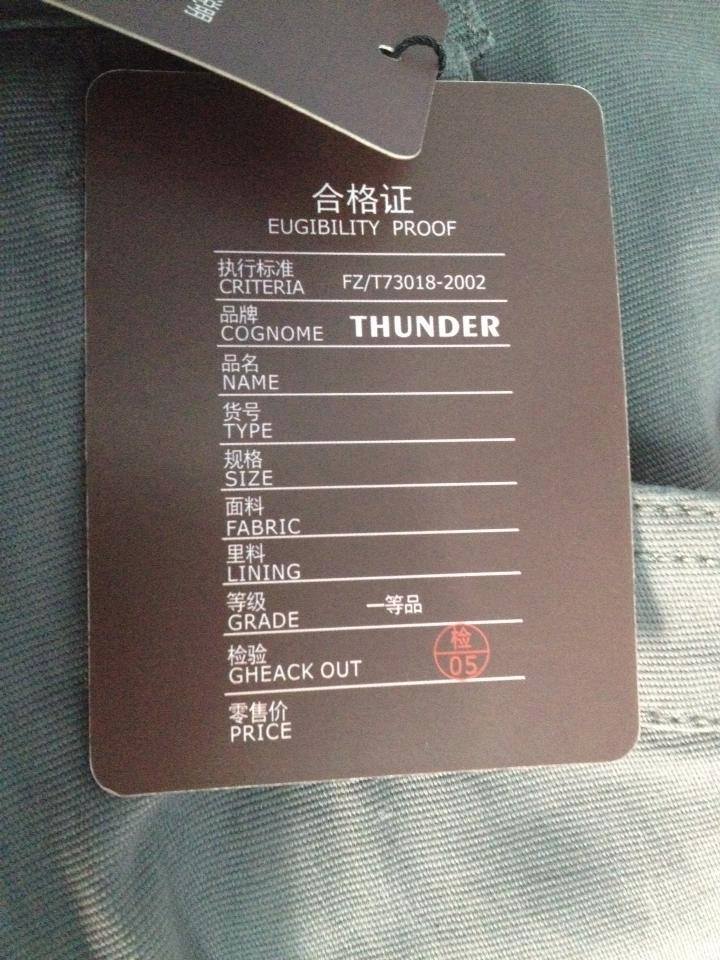 合格证
EUGIBILITY PROOF
执行标准
CRITERIA FZ/T73018-2002
品牌
COGNOME THUNDER
品名
NAME
货号
TYPE
规格
SIZE
面料
FABRIC
里料
LINING
等级
GRADE 一等品
检验
GHEACK OUT
检
05
零售价
PRICE